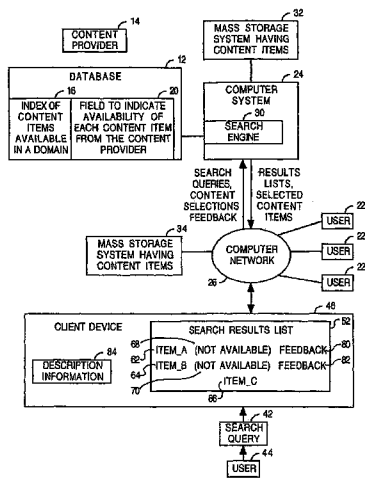 14
CONTENT
PROVIDER
32
MASS STORAGE
SYSTEM HAVING
CONTENT ITEMS
12
DATABASE
16
INDEX OF
CONTENT
ITEMS
AVAILABLE
IN A DOMAIN
20
FIELD TO INDICATE
AVAILABILITY OF
EACH CONTENT ITEM
FROM THE CONTENT
PROVIDER
24
COMPUTER
SYSTEM
30
SEARCH
ENGINE
SEARCH
QUERIES,
CONTENT
SELECTIONS
FEEDBACK
RESULTS
LISTS,
SELECTED
CONTENT
ITEMS
22
USER
22
USER
22
USER
34
MASS STORAGE
SYSTEM HAVING
CONTENT ITEMS
COMPUTER
NETWORK
26
48
CLIENT DEVICE
52
SEARCH RESULTS LIST
84
DESCRIPTION
INFORMATION
68
80
62 ITEM_A (NOT AVAILABLE) FEEDBACK
82
64 ITEM_B (NOT AVAILABLE) FEEDBACK
70
ITEM_C
66
42
SEARCH
QUERY
44
USER